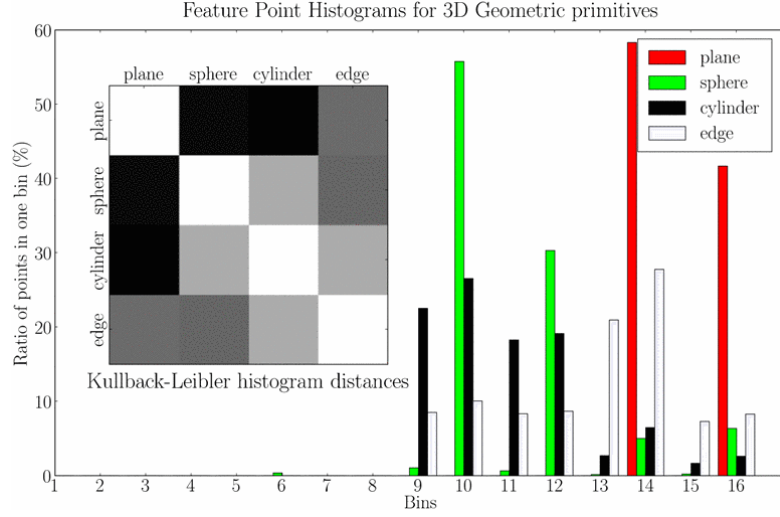 Feature Point Histograms for 3D Geometric primitives
60
50
40
30
20
10
0
Ratio of points in one bin (%)
plane sphere cylinder edge
plane
sphere
cylinder
edge
Kullback-Leibler histogram distances
plane
sphere
cylinder
edge
1 2 3 4 5 6 7 8 9 10 11 12 13 14 15 16
Bins